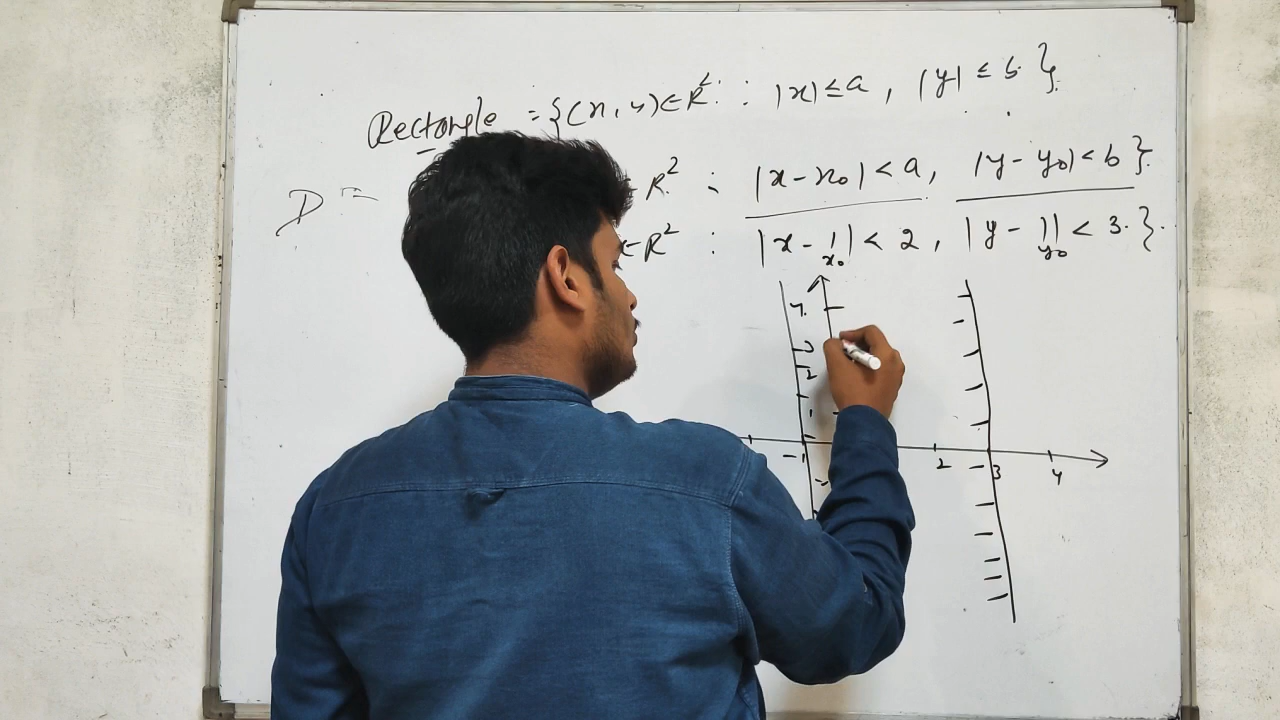 Rectangle = {(x, y) ∈ R² : |x| ≤ a, |y| ≤ b }.
D = R² : |x - x₀| < a, |y - y₀| < b }.
R² : |x - 1| < 2, |y - 1| < 3. }.
x₀ y₀
4
3
2
1
-1 2 3 4